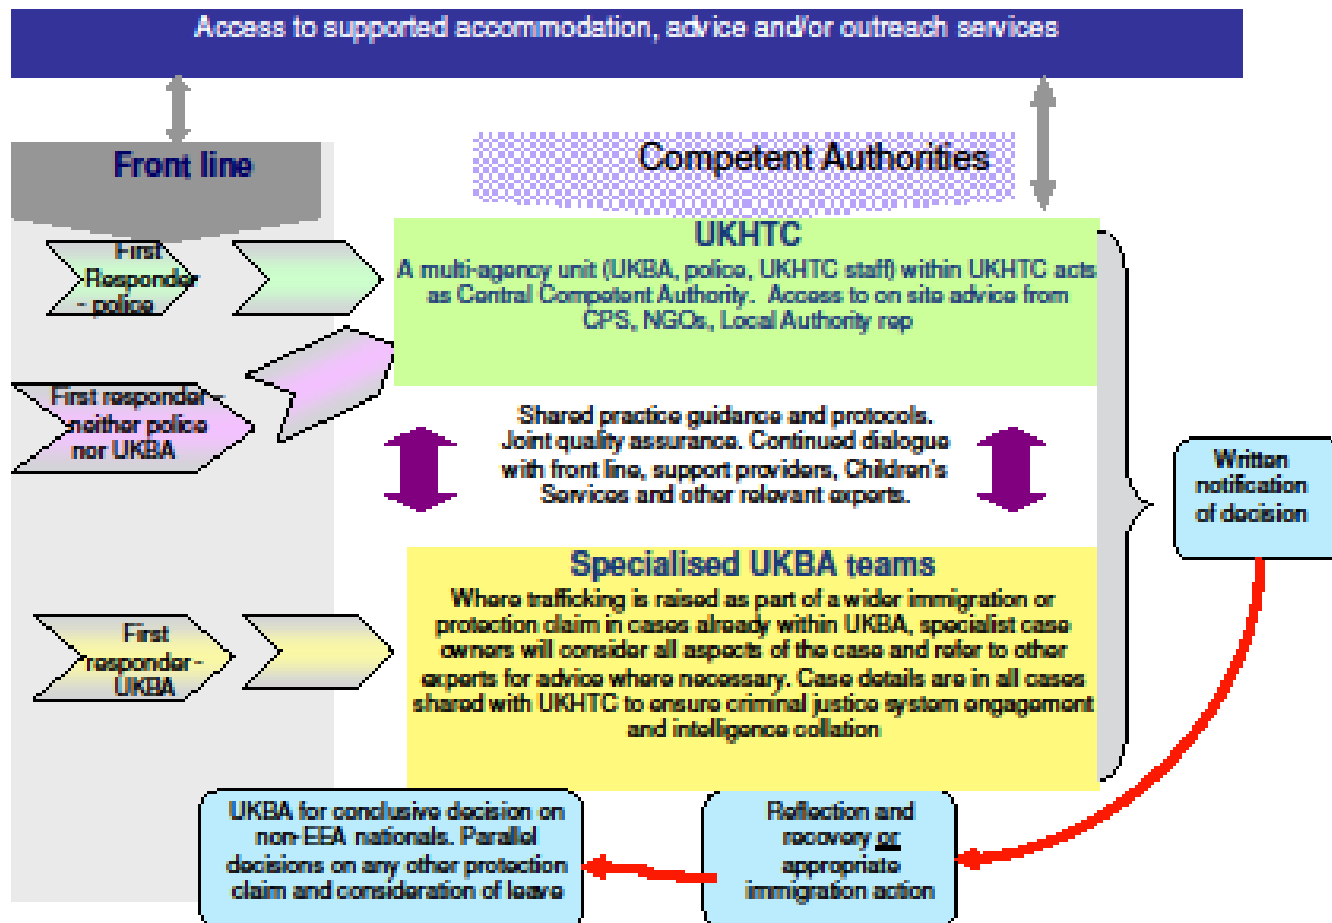 Access to supported accommodation, advice and/or outreach services
Front line
Competent Authorities
First
Responder
- police
UKHTC
A multi-agency unit (UKBA, police, UKHTC staff) within UKHTC acts
as Central Competent Authority.  Access to on site advice from
CPS, NGOs, Local Authority rep
First responder –
neither police
nor UKBA
Shared practice guidance and protocols.
Joint quality assurance. Continued dialogue
with front line, support providers, Children's
Services and other relevant experts.
Written
notification
of decision
First
responder-
UKBA
Specialised UKBA teams
Where trafficking is raised as part of a wider immigration or
protection claim in cases already within UKBA, specialist case
owners will consider all aspects of the case and refer to other
experts for advice where necessary. Case details are in all cases
shared with UKHTC to ensure criminal justice system engagement
and intelligence collation
UKBA for conclusive decision on
non-EEA nationals. Parallel
decisions on any other protection
claim and consideration of leave
Reflection and
recovery or
appropriate
immigration action